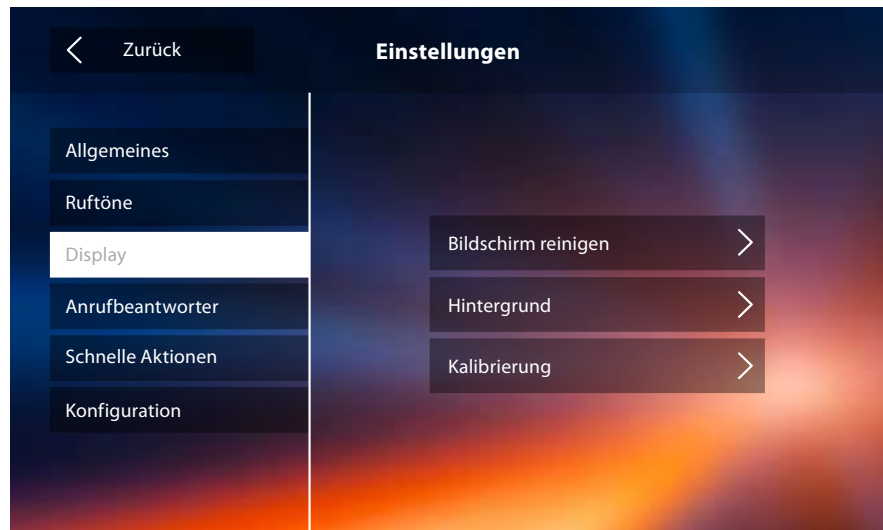 Zurück
Einstellungen
Allgemeines
Ruftöne
Display
Anrufbeantworter
Schnelle Aktionen
Konfiguration
Bildschirm reinigen
Hintergrund
Kalibrierung